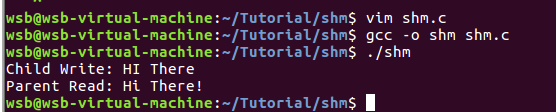 wsb@wsb-virtual-machine:~/Tutorial/shm$ vim shm.c
wsb@wsb-virtual-machine:~/Tutorial/shm$ gcc -o shm shm.c
wsb@wsb-virtual-machine:~/Tutorial/shm$ ./shm
Child Write: HI There
Parent Read: Hi There!
wsb@wsb-virtual-machine:~/Tutorial/shm$